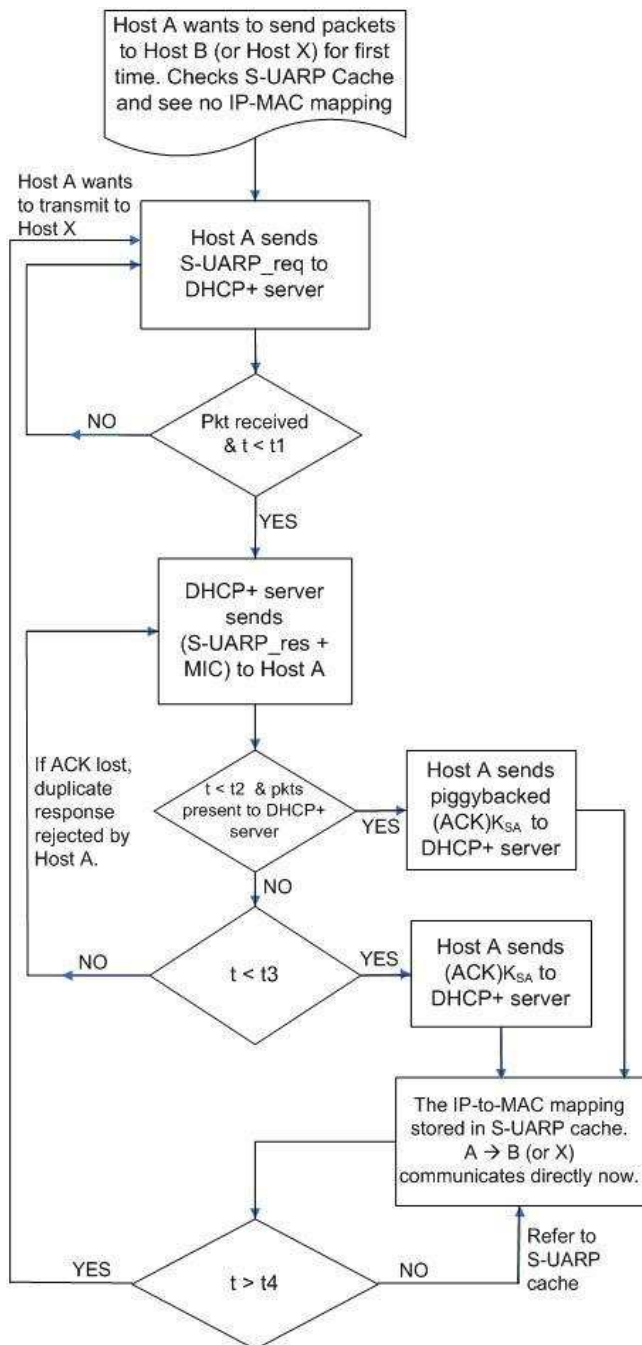 Host A wants to send packets
to Host B (or Host X) for first
time. Checks S-UARP Cache
and see no IP-MAC mapping
Host A wants
to transmit to
Host X
Host A sends
S-UARP_req to
DHCP+ server
NO
Pkt received
& t < t1
YES
DHCP+ server
sends
(S-UARP_res +
MIC) to Host A
If ACK lost,
duplicate
response
rejected by
Host A.
t < t2 & pkts
present to DHCP+
server
YES
Host A sends
piggybacked
(ACK)KSA to
DHCP+ server
NO
NO
t < t3
YES
Host A sends
(ACK)KSA to
DHCP+ server
The IP-to-MAC mapping
stored in S-UARP cache.
A → B (or X)
communicates directly now.
YES
t > t4
NO
Refer to
S-UARP
cache